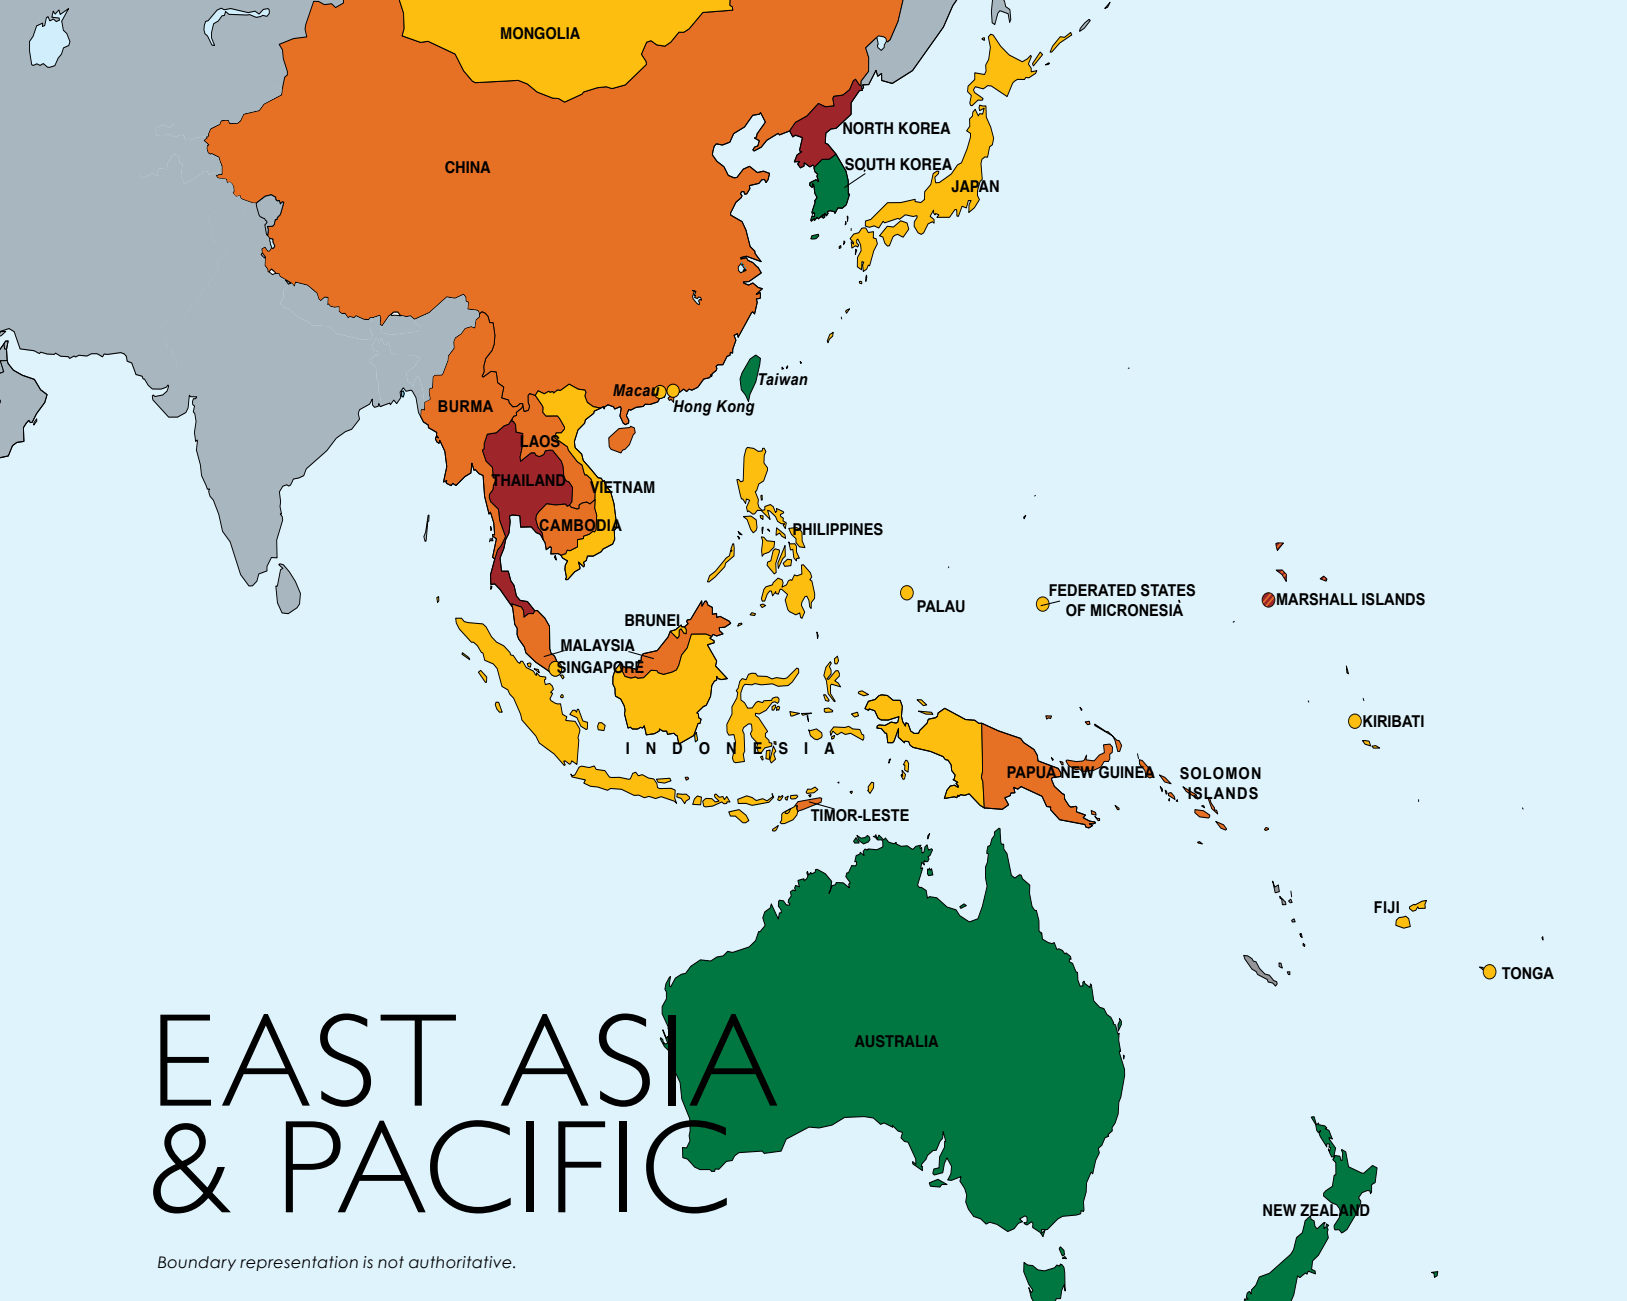 MONGOLIA
NORTH KOREA
CHINA
SOUTH KOREA
JAPAN
Macau
Taiwan
Hong Kong
BURMA
LAOS
THAILAND
VIETNAM
CAMBODIA
PHILIPPINES
PALAU
FEDERATED STATES
OF MICRONESIA
MARSHALL ISLANDS
BRUNEI
MALAYSIA
SINGAPORE
KIRIBATI
INDONESIA
PAPUA NEW GUINEA
SOLOMON
ISLANDS
TIMOR-LESTE
FIJI
TONGA
AUSTRALIA
EAST ASIA
& PACIFIC
NEW ZEALAND
Boundary representation is not authoritative.